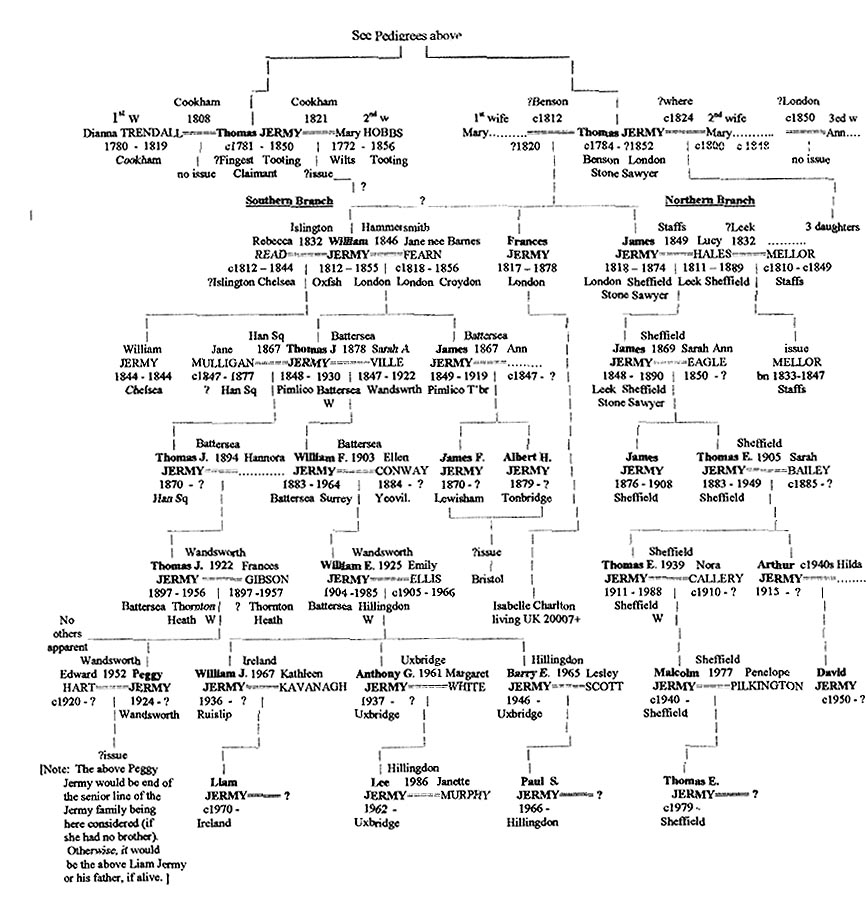 See Pedigrees above
Cookham Cookham ?Benson ?where ?London
1st W 1808 1821 2nd w 1st wife c1812 c1824 2nd wife c1850 3rd w
Dianna TRENDALL Thomas JERMY Mary HOBBS Mary......... Thomas JERMY Mary........... Ann....
1780 - 1819 c1781 - 1850 1772 - 1856 ?1820 c1784 - ?1852 c1800 c 1848
Cookham ?Fingest Tooting Wilts Tooting Benson London no issue
no issue Claimant ?issue Stone Sawyer
?
Southern Branch ? Northern Branch
Islington Hammersmith Staffs ?Leek 3 daughters
Rebecca 1832 William 1846 Jane nee Barnes Frances James 1849 Lucy 1832 ..........
READ JERMY FEARN JERMY JERMY HALES MELLOR
c1812 - 1844 1812 - 1855 c1818 - 1856 1817 - 1878 1818 - 1874 1811 - 1889 c1810 - c1849
?Islington Chelsea Oxfsh London London Croydon London London Sheffield Leek Sheffield Staffs
Stone Sawyer
Han Sq Battersea Battersea Sheffield
William Jane 1867 Thomas J 1878 Sarah A James 1867 Ann James 1869 Sarah Ann issue
JERMY MULLIGAN JERMY VILLE JERMY ......... JERMY EAGLE MELLOR
1844 - 1844 c1847 - 1877 1848 - 1930 1847 - 1922 1849 - 1919 c1847 - ? 1848 - 1890 1850 - ? bn 1833-1847
Chelsea ? Han Sq Pimlico Battersea Wandswrth Pimlico T'br Leek Sheffield Staffs
W Stone Sawyer
Battersea Battersea Sheffield
Thomas J. 1894 Hannora William F. 1903 Ellen James F. Albert H. James Thomas E. 1905 Sarah
JERMY ............ JERMY CONWAY JERMY JERMY JERMY JERMY BAILEY
1870 - ? 1883 - 1964 1884 - ? 1870 - ? 1879 - ? 1876 - 1908 1883 - 1949 c1885 - ?
Han Sq Battersea Surrey Yeovil. Lewisham Tonbridge Sheffield Sheffield
Wandsworth Wandsworth ?issue Sheffield
Thomas J. 1922 Frances William E. 1925 Emily Thomas E. 1939 Nora Arthur c1940s Hilda
JERMY GIBSON JERMY ELLIS Bristol JERMY CALLERY JERMY .........
1897 - 1956 1897 -1957 1904 -1985 c1905 - 1966 1911 - 1988 c1910 - ? 1915 - ?
Battersea Thornton ? Thornton Battersea Hillingdon Isabelle Charlton Sheffield
Heath W Heath W living UK 20007+ W
No
others
apparent
Wandsworth Ireland Uxbridge Hillingdon Sheffield
Edward 1952 Peggy William J. 1967 Kathleen Anthony G. 1961 Margaret Barry E. 1965 Lesley Malcolm 1977 Penelope David
HART JERMY JERMY KAVANAGH JERMY WHITE JERMY SCOTT JERMY PILKINGTON JERMY
c1920 - ? 1924 - ? 1936 - ? 1937 - ? 1946 - c1940 - c1950 - ?
Wandsworth Ruislip Uxbridge Uxbridge Sheffield
?issue
[Note: The above Peggy
Jermy would be end of
the senior line of the
Jermy family being
here considered (if
she had no brother).
Otherwise, it would
be the above Liam Jermy
or his father, if alive. ]
Hillingdon
Liam Lee 1986 Janette Paul S. Thomas E.
JERMY ? JERMY MURPHY JERMY ? JERMY ?
c1970 - 1962 - 1966 - c1979 -
Ireland Uxbridge Hillingdon Sheffield